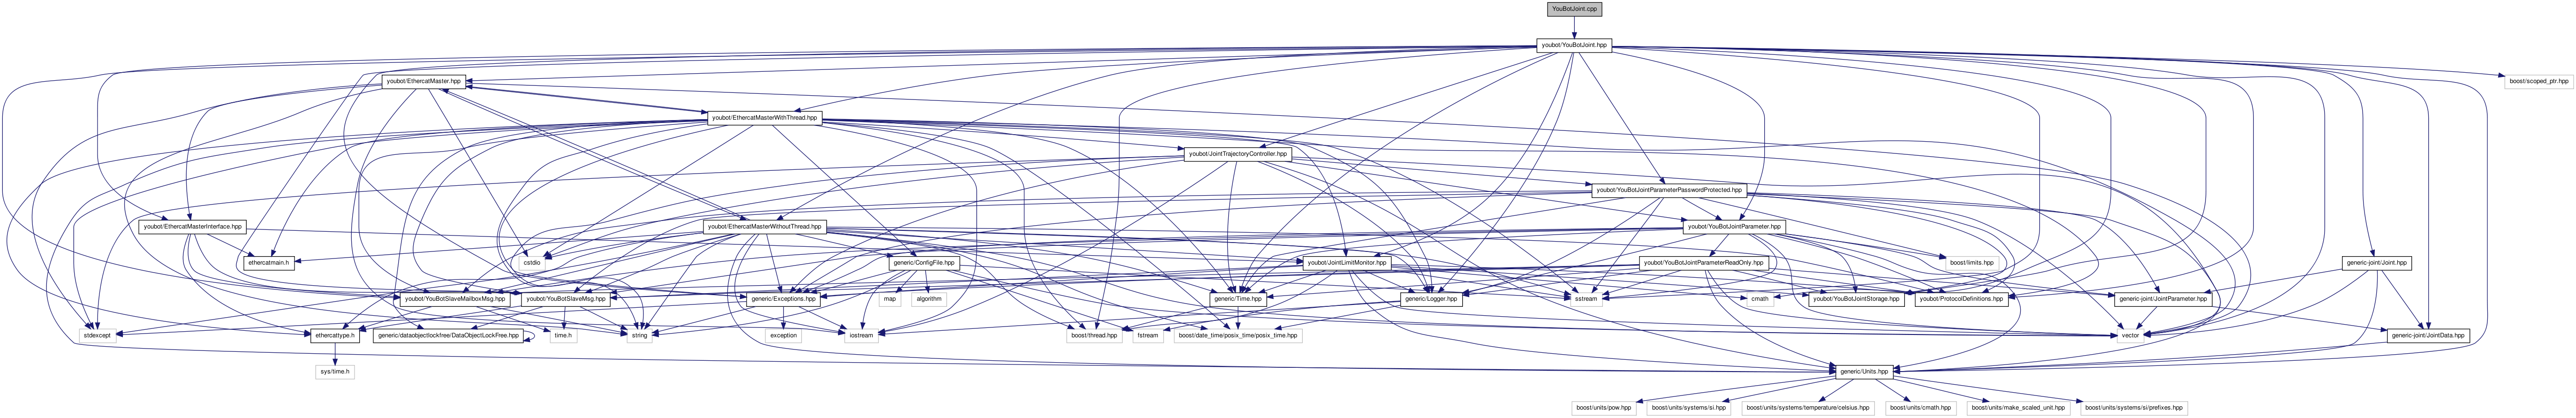 YouBotJoint.cpp
youbot/YouBotJoint.hpp
youbot/EthercatMaster.hpp
boost/scoped_ptr.hpp
youbot/EthercatMasterWithThread.hpp
youbot/JointTrajectoryController.hpp
youbot/YouBotJointParameterPasswordProtected.hpp
youbot/EthercatMasterInterface.hpp
youbot/EthercatMasterWithoutThread.hpp
youbot/YouBotJointParameter.hpp
ethercatmain.h
cstdio
generic/ConfigFile.hpp
youbot/JointLimitMonitor.hpp
youbot/YouBotJointParameterReadOnly.hpp
boost/limits.hpp
generic-joint/Joint.hpp
youbot/YouBotSlaveMailboxMsg.hpp
youbot/YouBotSlaveMsg.hpp
generic/Exceptions.hpp
map
algorithm
generic/Time.hpp
generic/Logger.hpp
sstream
cmath
youbot/YouBotJointStorage.hpp
youbot/ProtocolDefinitions.hpp
generic-joint/JointParameter.hpp
stdexcept
ethercattype.h
generic/dataobjectlockfree/DataObjectLockFree.hpp
time.h
string
exception
iostream
boost/thread.hpp
fstream
boost/date_time/posix_time/posix_time.hpp
vector
generic-joint/JointData.hpp
sys/time.h
generic/Units.hpp
boost/units/pow.hpp
boost/units/systems/si.hpp
boost/units/systems/temperature/celsius.hpp
boost/units/cmath.hpp
boost/units/make_scaled_unit.hpp
boost/units/systems/si/prefixes.hpp